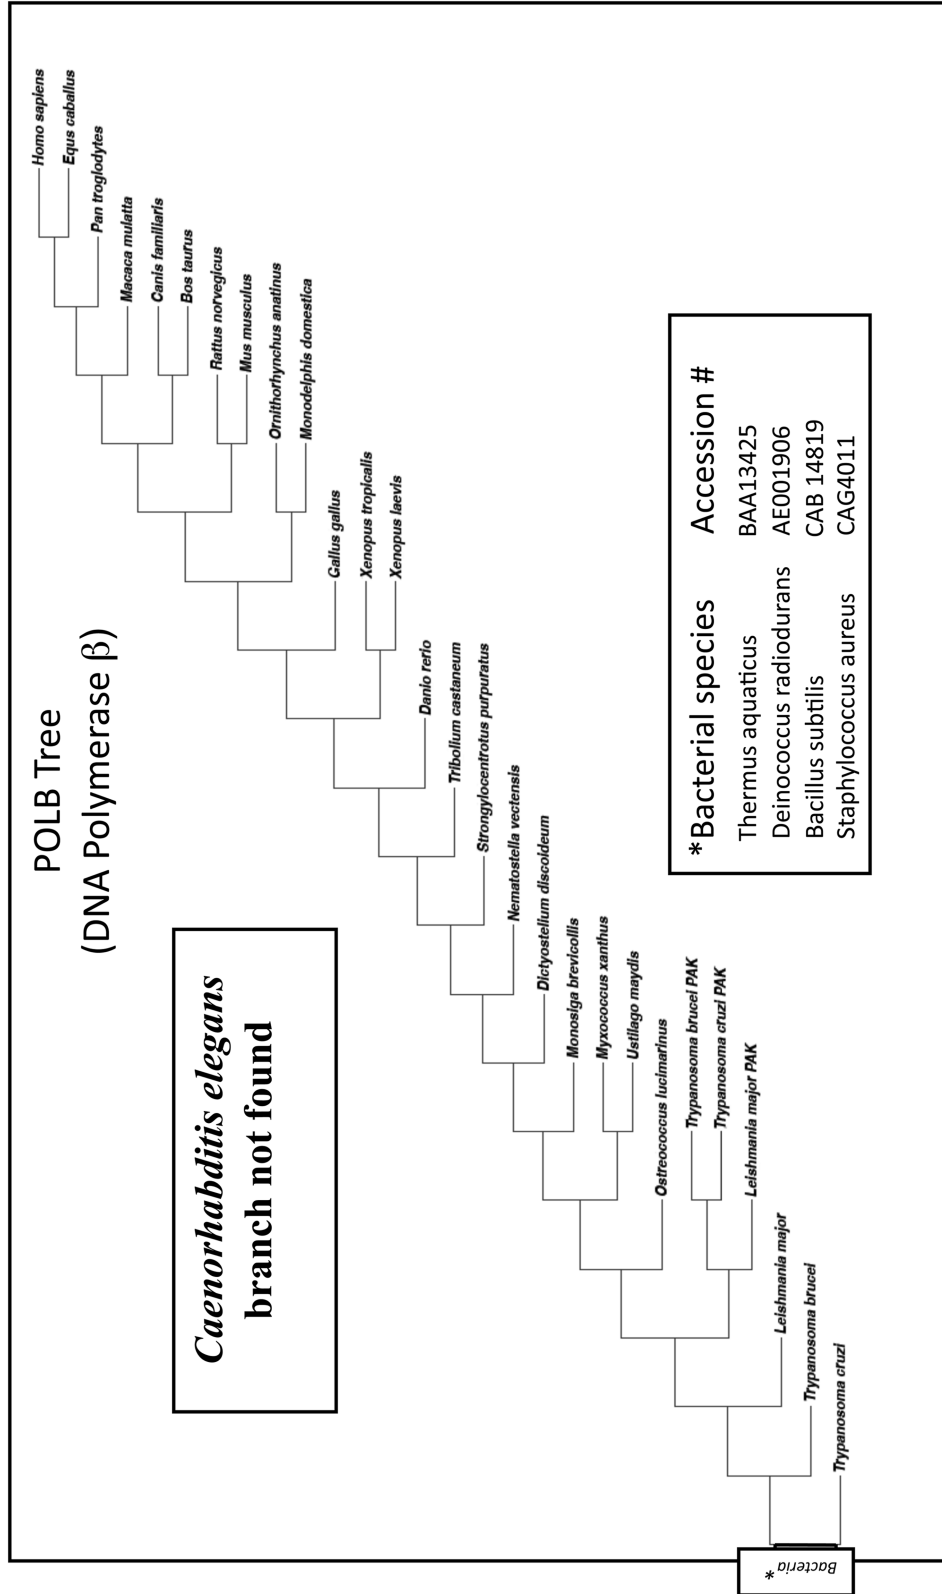 POLB Tree
(DNA Polymerase β)
Caenorhabditis elegans
branch not found
Homo sapiens
Equs caballus
Pan troglodytes
Macaca mulatta
Canis familiaris
Bos taurus
Rattus norvegicus
Mus musculus
Ornithorhynchus anatinus
Monodelphis domestica
Gallus gallus
Xenopus tropicalis
Xenopus laevis
Danio rerio
Tribolium castaneum
Strongylocentrotus purpuratus
Nematostella vectensis
Dictyostelium discoideum
Monosiga brevicollis
Myxococcus xanthus
Ustilago maydis
Ostreococcus lucimarinus
Trypanosoma brucei PAK
Trypanosoma cruzi PAK
Leishmania major PAK
Leishmania major
Trypanosoma brucei
Trypanosoma cruzi
Bacteria *
*Bacterial species Accession #
Thermus aquaticus BAA13425
Deinococcus radiodurans AE001906
Bacillus subtilis CAB 14819
Staphylococcus aureus CAG4011